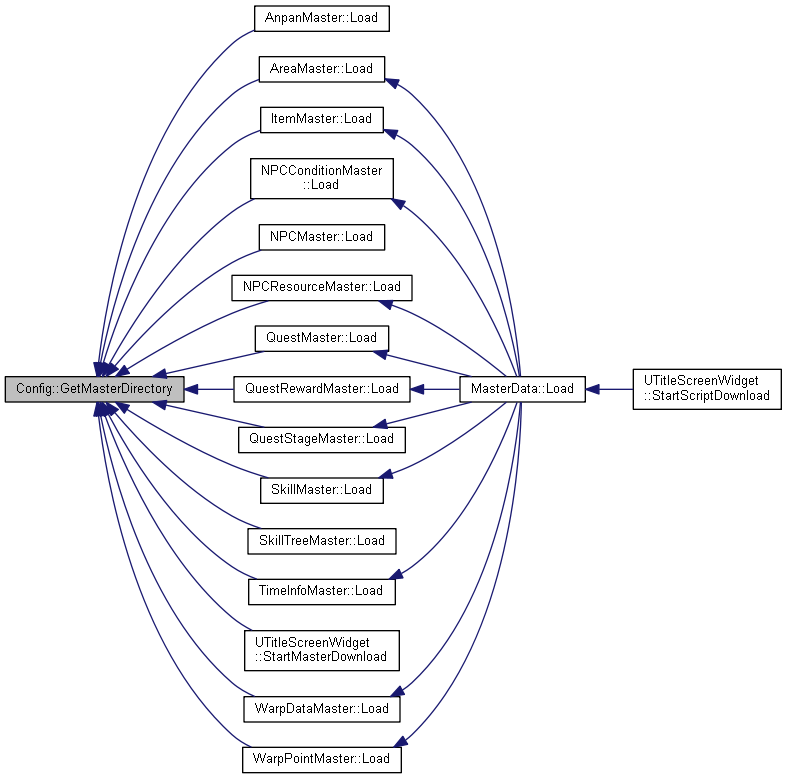 AnpanMaster::Load
AreaMaster::Load
ItemMaster::Load
NPCConditionMaster
::Load
NPCMaster::Load
NPCResourceMaster::Load
QuestMaster::Load
Config::GetMasterDirectory
QuestRewardMaster::Load
MasterData::Load
UTitleScreenWidget
::StartScriptDownload
QuestStageMaster::Load
SkillMaster::Load
SkillTreeMaster::Load
TimeInfoMaster::Load
UTitleScreenWidget
::StartMasterDownload
WarpDataMaster::Load
WarpPointMaster::Load